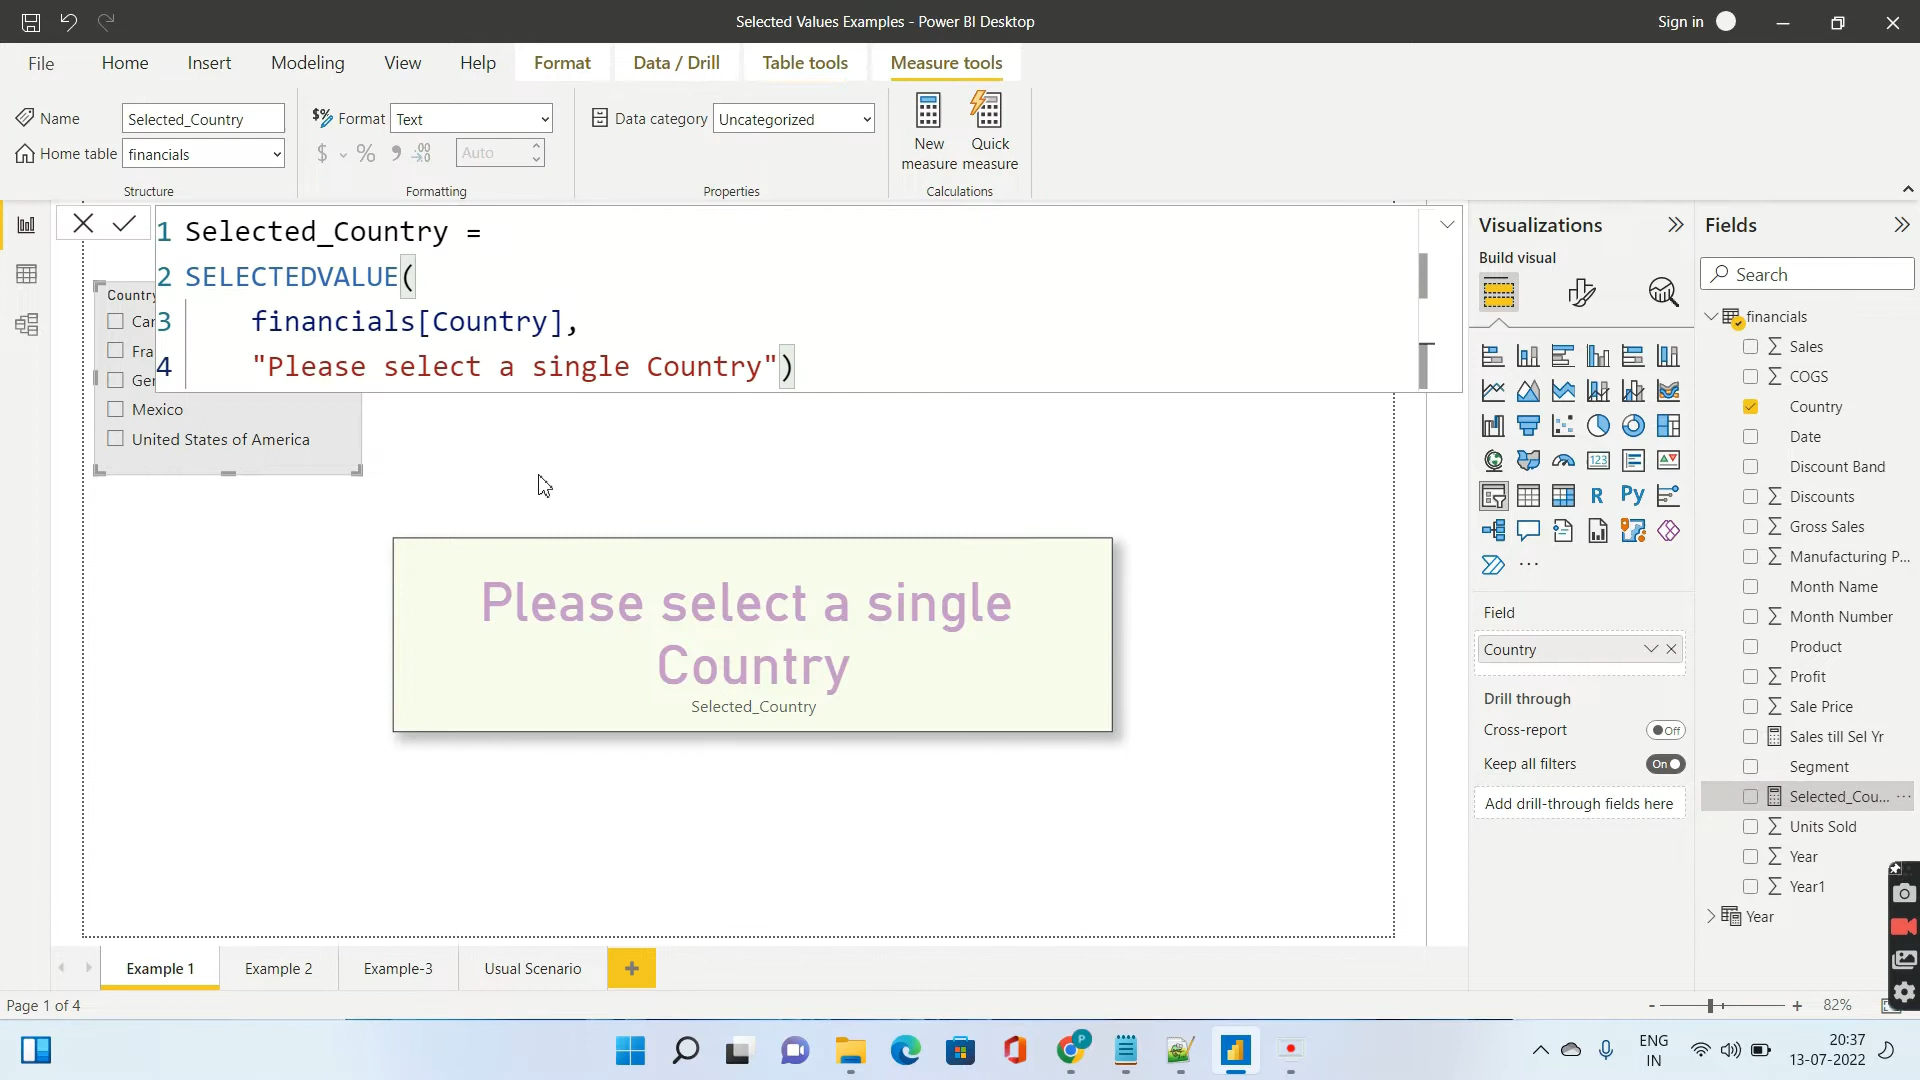 Selected Values Examples - Power BI Desktop
Sign in
File
Home
Insert
Modeling
View
Help
Format
Data / Drill
Table tools
Measure tools
Name
Selected_Country
Home table
financials
Structure
$% Format
Text
$
%
,
.00
Auto
Formatting
Data category
Uncategorized
Properties
New measure
Quick measure
Calculations
1 Selected_Country =
2 SELECTEDVALUE(
3 financials[Country],
4 "Please select a single Country")
Country
Mexico
United States of America
Please select a single
Country
Selected_Country
Visualizations
Build visual
123
R
Py
...
Field
Country
Drill through
Cross-report
Off
Keep all filters
On
Add drill-through fields here
Fields
Search
financials
Sales
COGS
Country
Date
Discount Band
Discounts
Gross Sales
Manufacturing P...
Month Name
Month Number
Product
Profit
Sale Price
Sales till Sel Yr
Segment
Selected_Cou...
Units Sold
Year
Year1
Year
Example 1
Example 2
Example-3
Usual Scenario
+
Page 1 of 4
-
+
82%
ENG
IN
20:37
13-07-2022